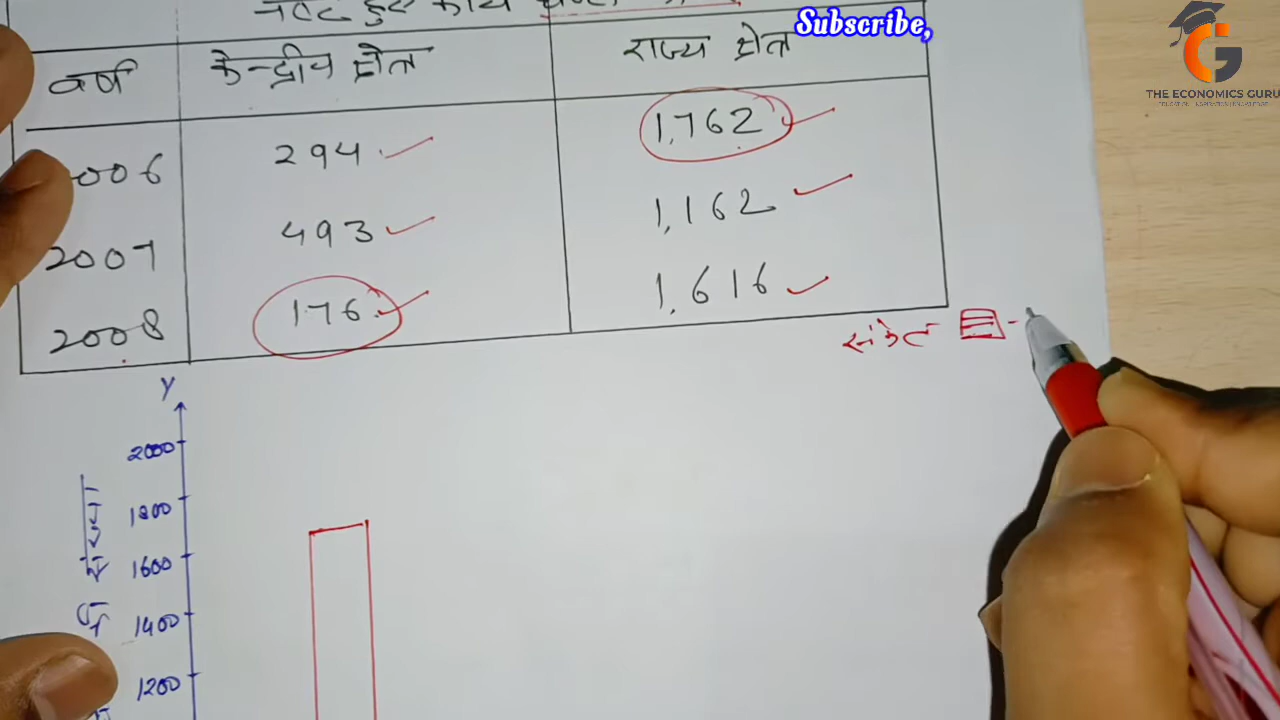 Subscribe,
THE ECONOMICS GURU
वर्ष केन्द्रीय क्षेत्र राज्य क्षेत्र
006 294 1,762
2007 493 1,162
2008 176 1,616
संकेत
Y
2000
1800
1600
1400
1200